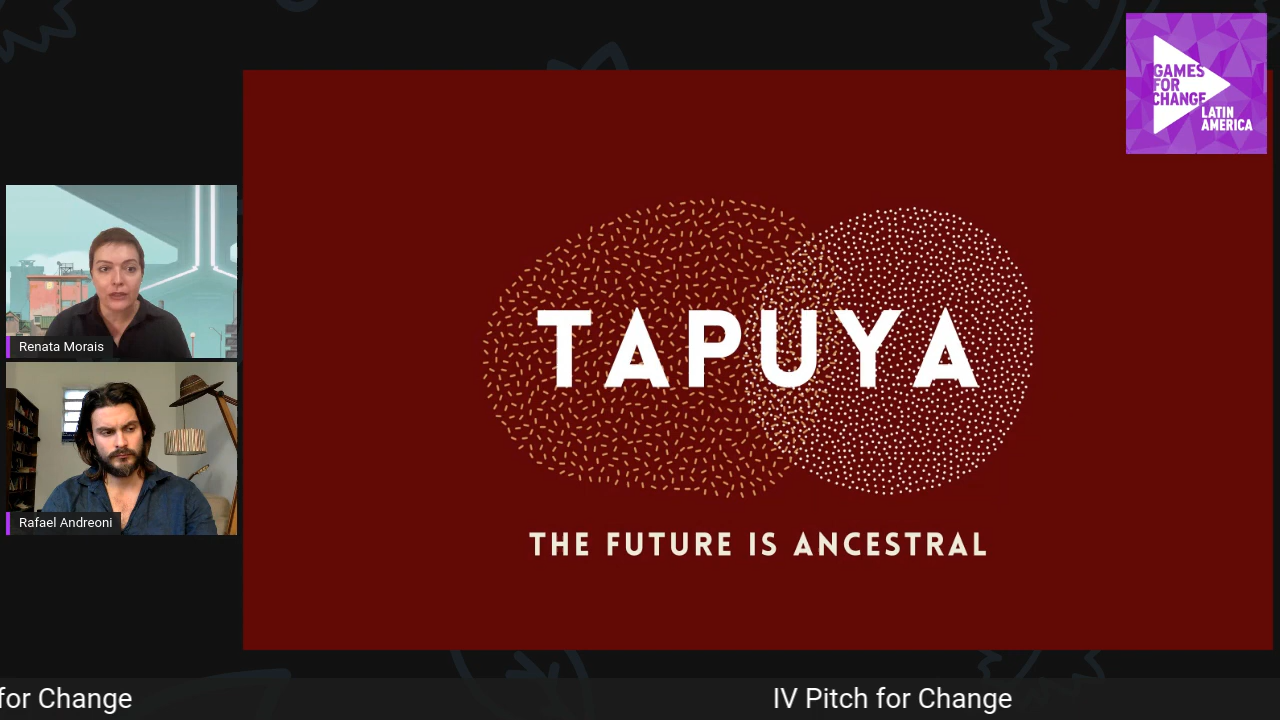 GAMES
FOR
CHANGE
LATIN
AMERICA
TAPUYA
THE FUTURE IS ANCESTRAL
Renata Morais
Rafael Andreoni
for Change
IV Pitch for Change